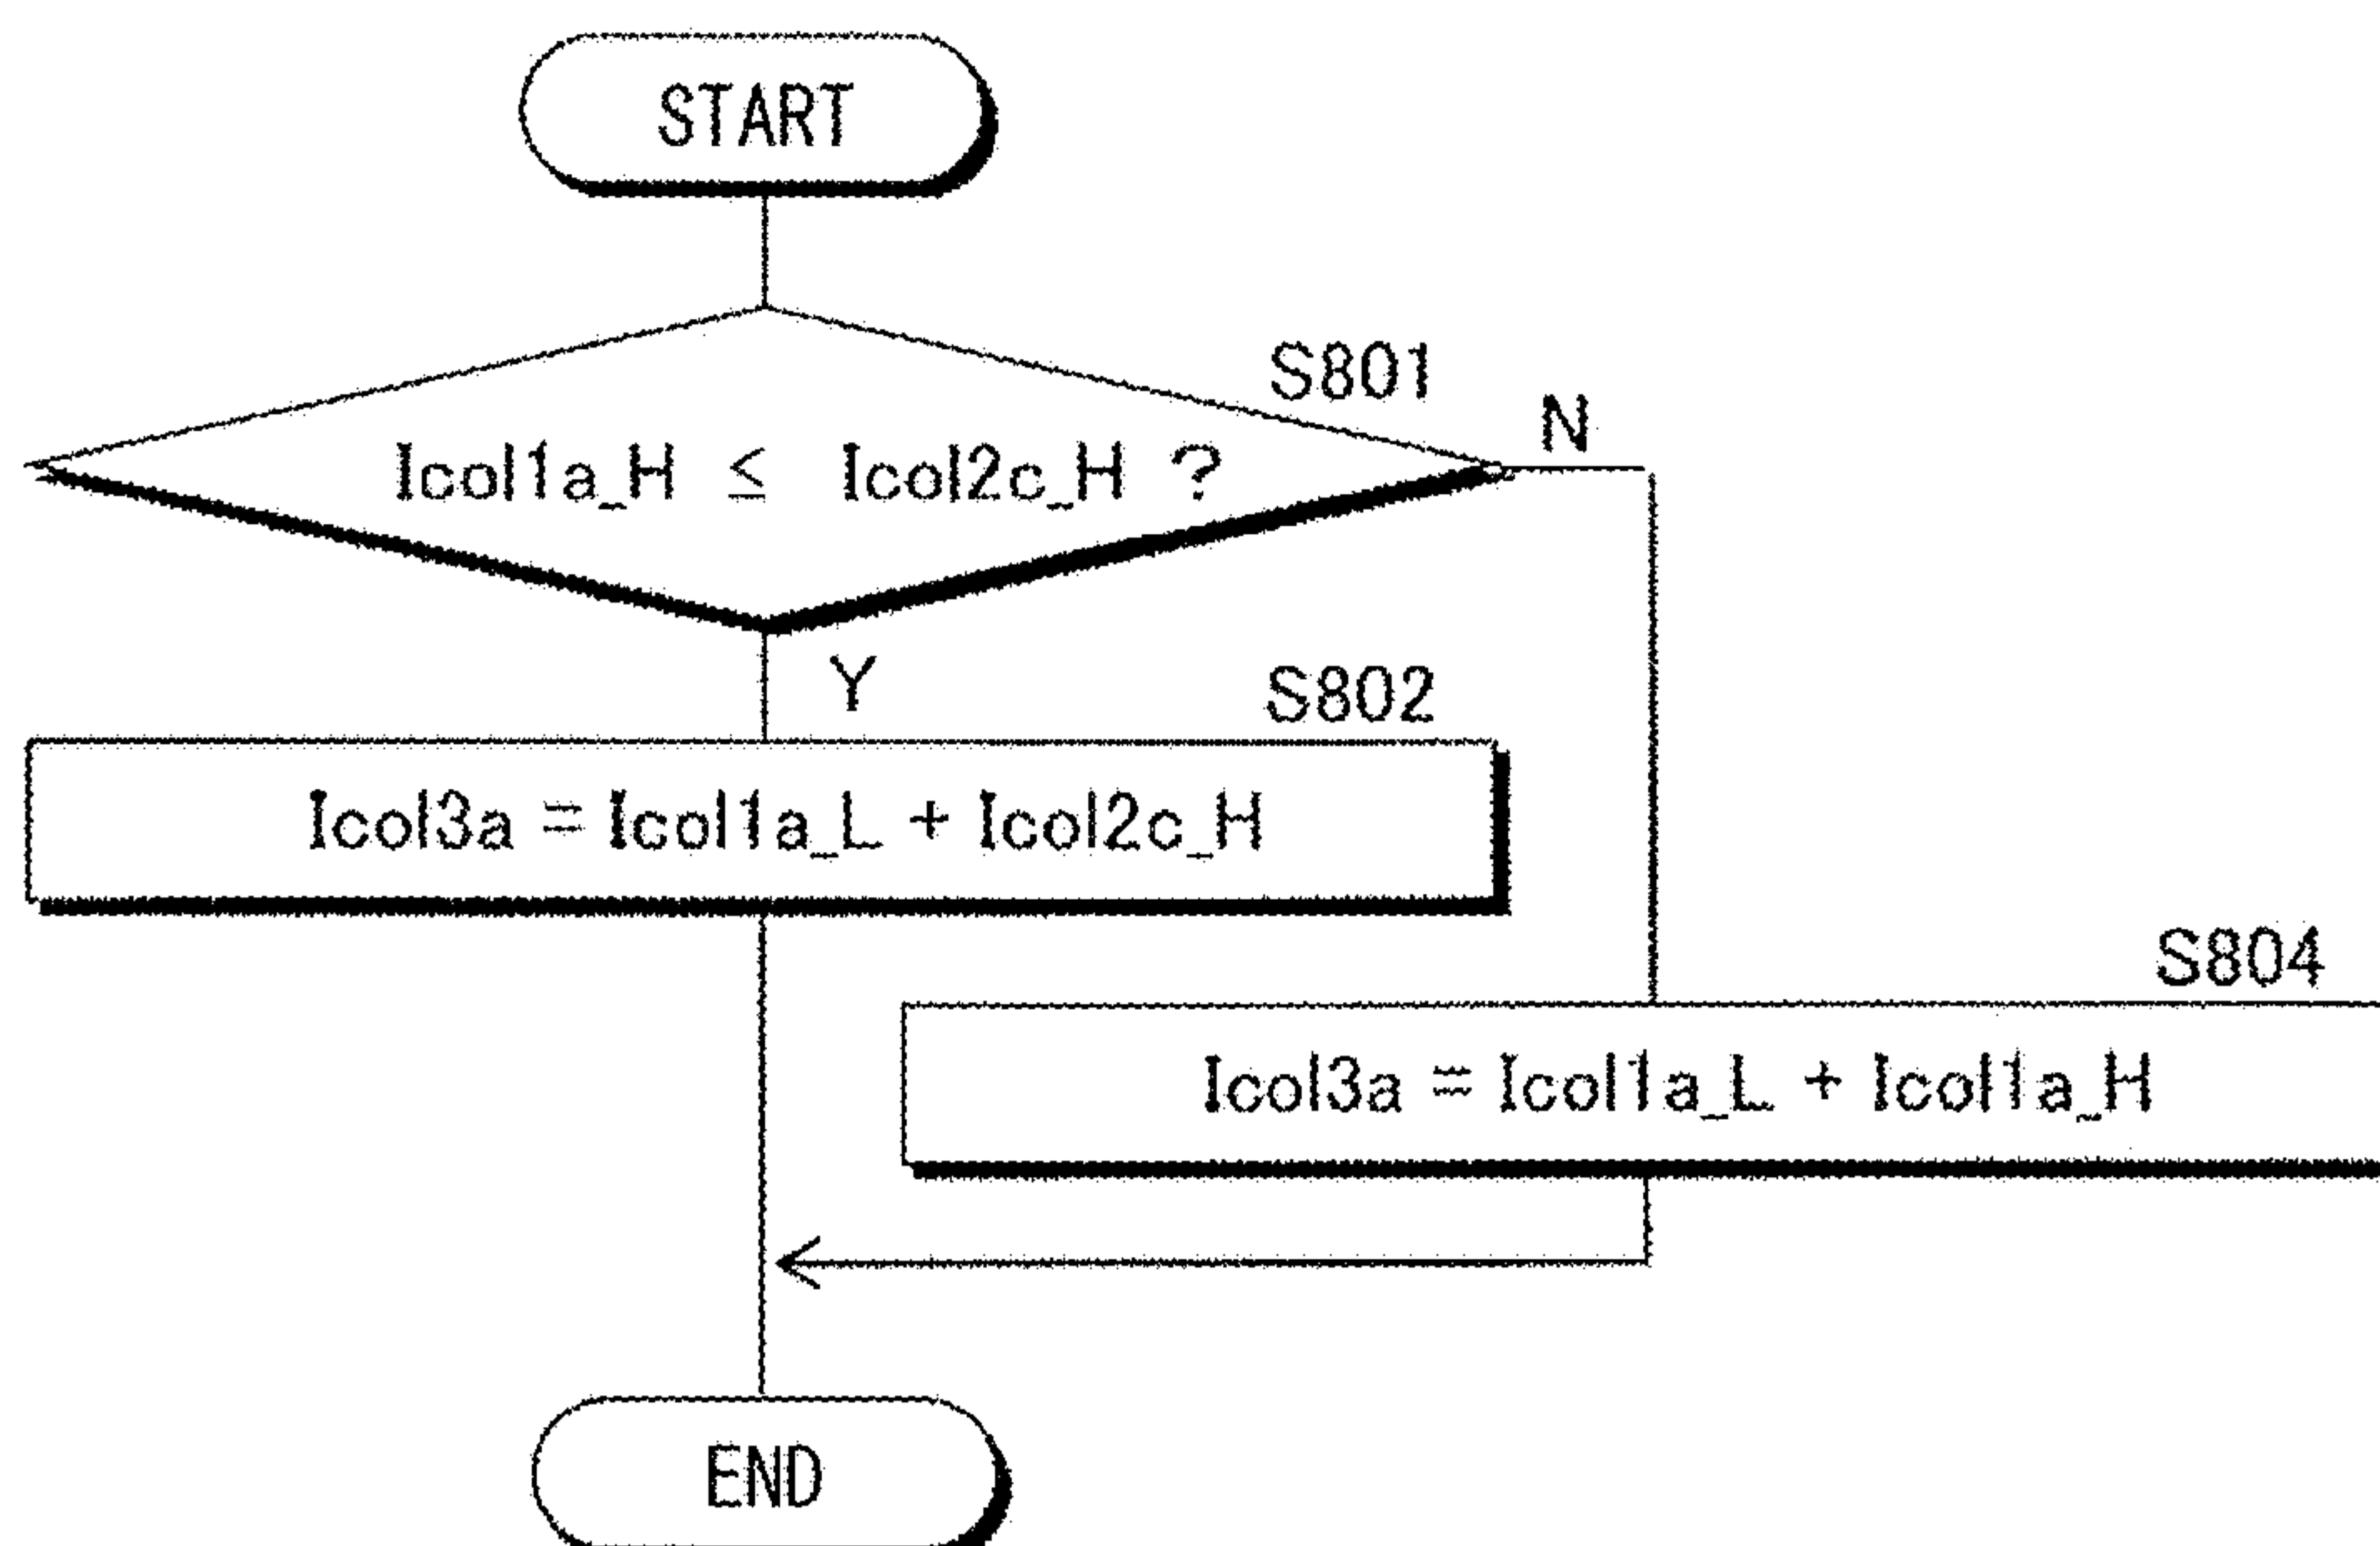 START
S801
N
Icol1a_H ≤ Icol2c_H ?
Y
S802
Icol3a = Icol1a_L + Icol2c_H
S804
Icol3a = Icol1a_L + Icol1a_H
END